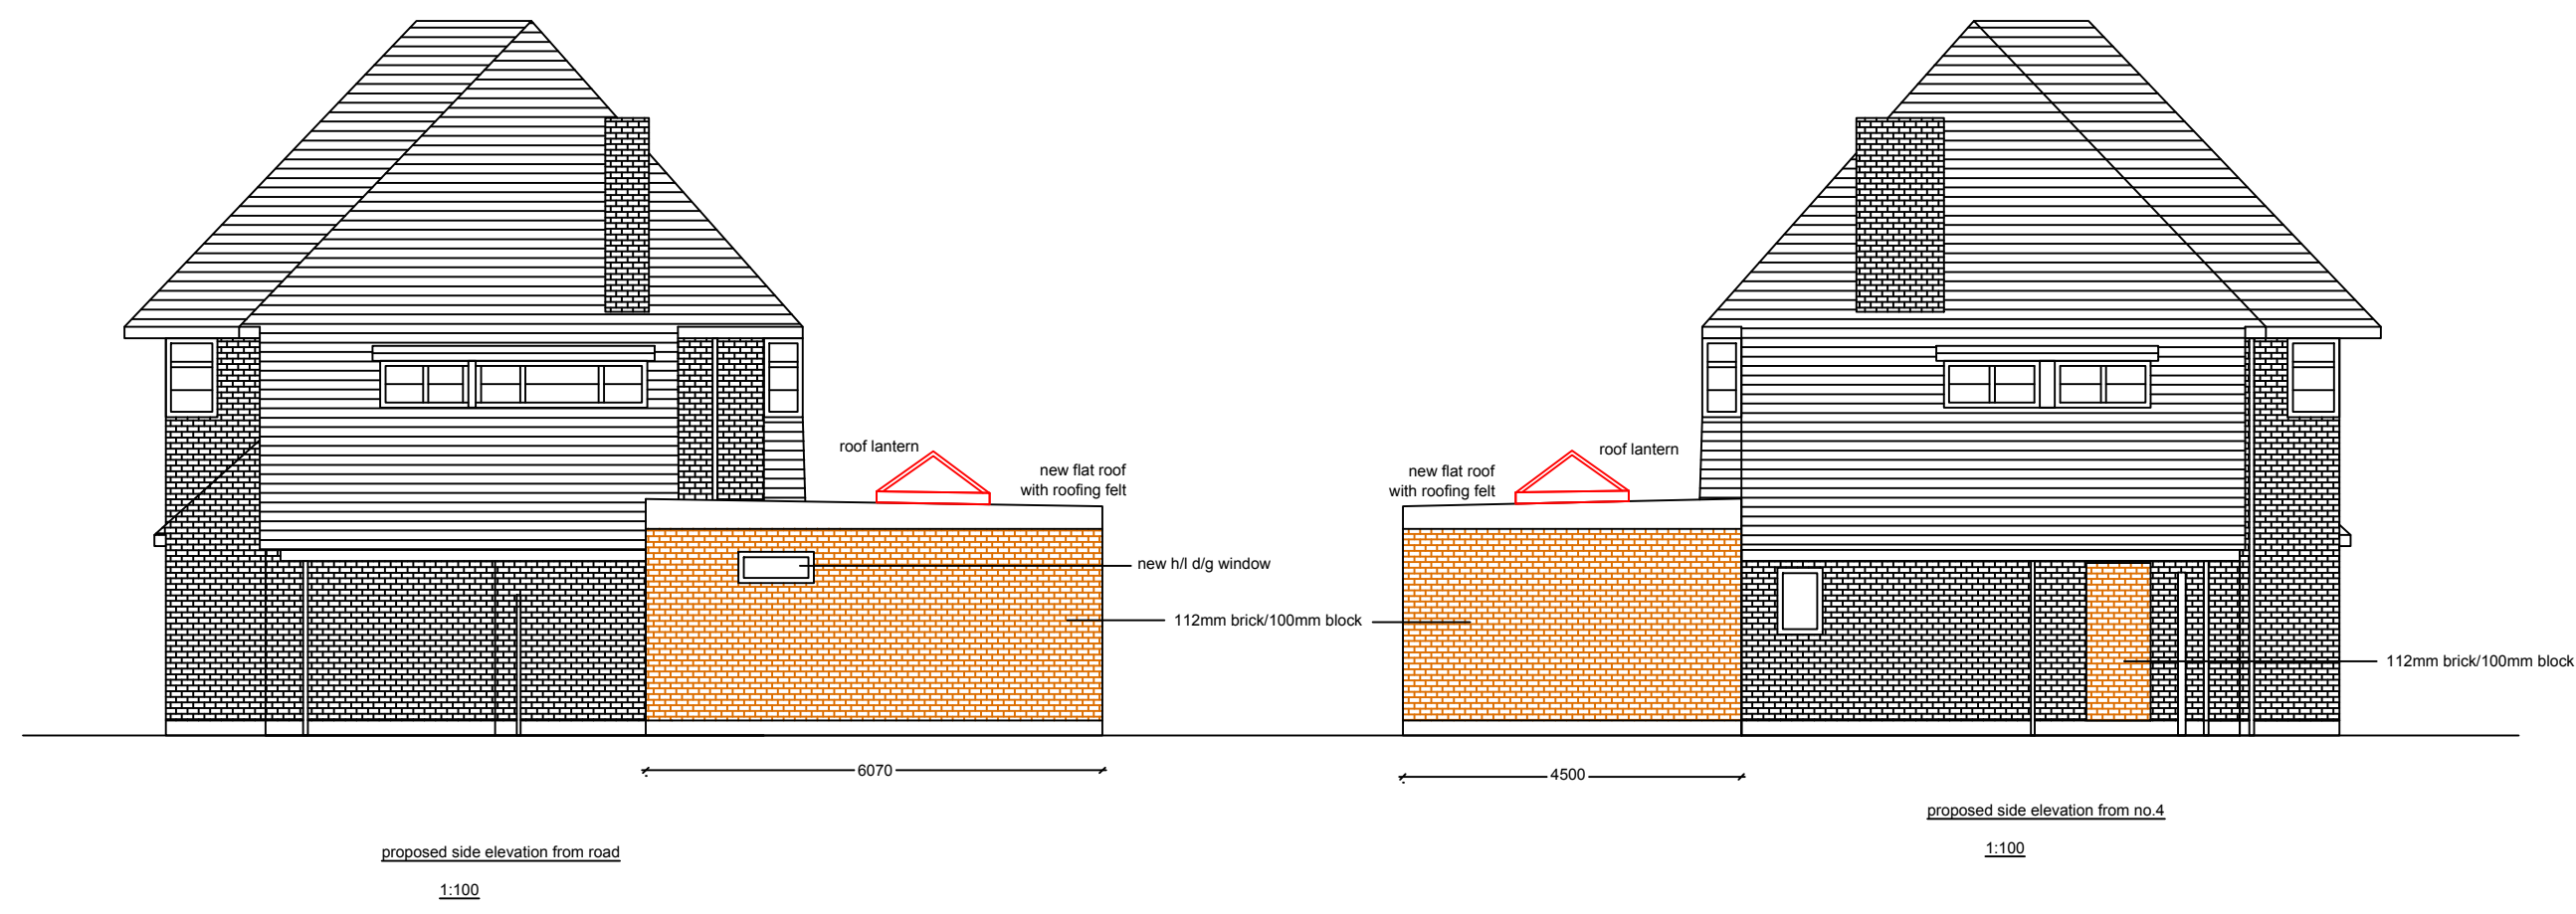 roof lantern
new flat roof
with roofing felt
new h/l d/g window
112mm brick/100mm block
6070
proposed side elevation from road
1:100
roof lantern
new flat roof
with roofing felt
112mm brick/100mm block
4500
proposed side elevation from no.4
1:100